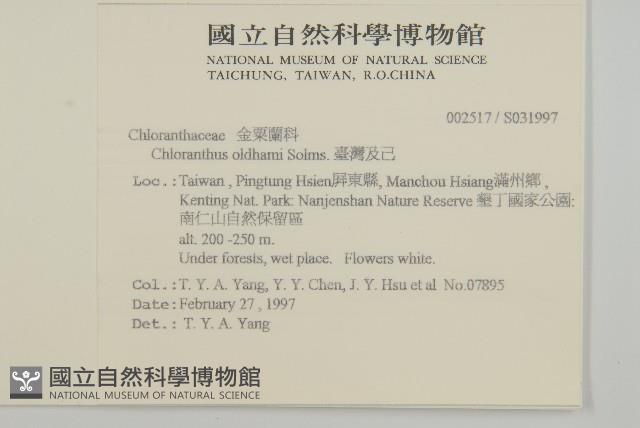 國立自然科學博物館
NATIONAL MUSEUM OF NATURAL SCIENCE
TAICHUNG, TAIWAN, R.O.CHINA
002517 / S031997
Chloranthaceae 金粟蘭科
Chloranthus oldhami Solms. 臺灣及己
Loc.:Taiwan , Pingtung Hsien屏東縣, Manchou Hsiang滿州鄉 ,
Kenting Nat. Park: Nanjenshan Nature Reserve 墾丁國家公園:
南仁山自然保留區
alt. 200 -250 m.
Under forests, wet place. Flowers white.
Col.:T. Y. A. Yang, Y. Y. Chen, J. Y. Hsu et al No.07895
Date:February 27 , 1997
Det.: T. Y. A. Yang
國立自然科學博物館
NATIONAL MUSEUM OF NATURAL SCIENCE